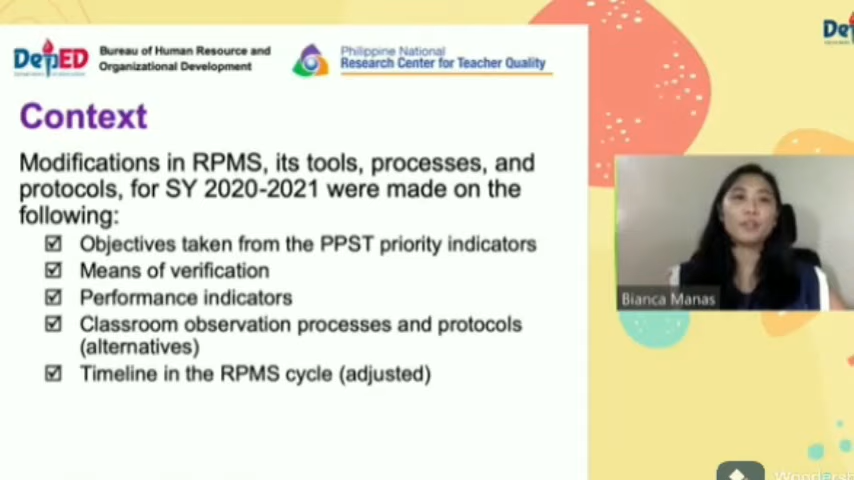 DepED
Bureau of Human Resource and
Organizational Development
Philippine National
Research Center for Teacher Quality
Context
Modifications in RPMS, its tools, processes, and
protocols, for SY 2020-2021 were made on the
following:
Objectives taken from the PPST priority indicators
Means of verification
Performance indicators
Classroom observation processes and protocols
(alternatives)
Timeline in the RPMS cycle (adjusted)
Bianca Manas